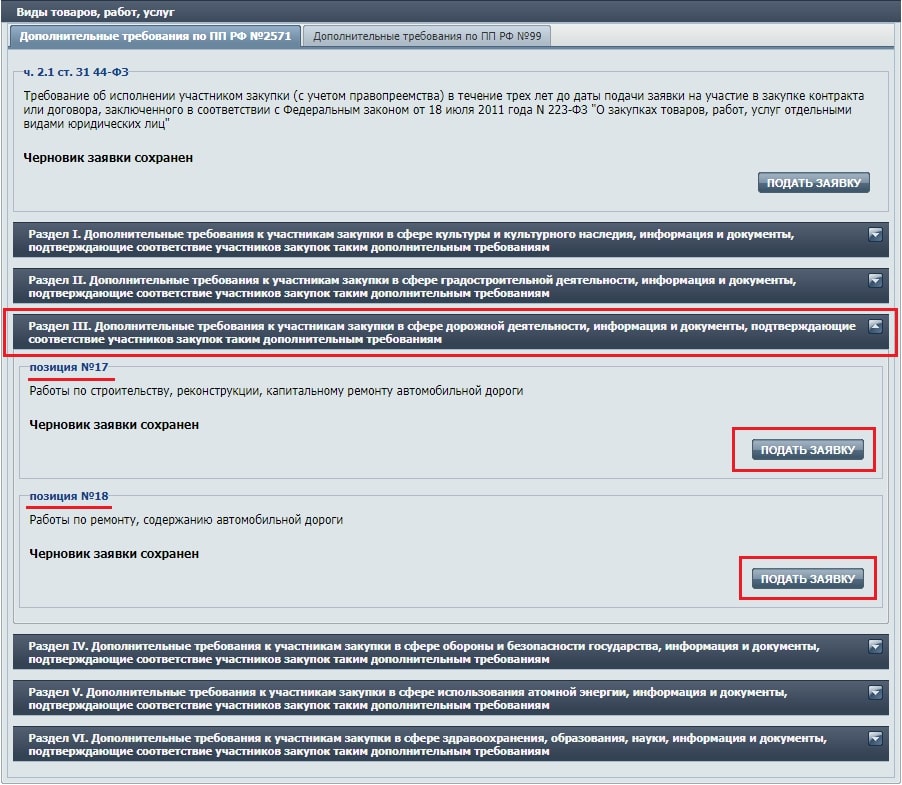 Виды товаров, работ, услуг
Дополнительные требования по ПП РФ №2571
Дополнительные требования по ПП РФ №99
ч. 2.1 ст. 31 44-ФЗ
Требование об исполнении участником закупки (с учетом правопреемства) в течение трех лет до даты подачи заявки на участие в закупке контракта
или договора, заключенного в соответствии с Федеральным законом от 18 июля 2011 года N 223-ФЗ "О закупках товаров, работ, услуг отдельными
видами юридических лиц"
Черновик заявки сохранен
ПОДАТЬ ЗАЯВКУ
Раздел I. Дополнительные требования к участникам закупки в сфере культуры и культурного наследия, информация и документы,
подтверждающие соответствие участников закупок таким дополнительным требованиям
Раздел II. Дополнительные требования к участникам закупки в сфере градостроительной деятельности, информация и документы,
подтверждающие соответствие участников закупок таким дополнительным требованиям
Раздел III. Дополнительные требования к участникам закупки в сфере дорожной деятельности, информация и документы, подтверждающие
соответствие участников закупок таким дополнительным требованиям
позиция №17
Работы по строительству, реконструкции, капитальному ремонту автомобильной дороги
Черновик заявки сохранен
ПОДАТЬ ЗАЯВКУ
позиция №18
Работы по ремонту, содержанию автомобильной дороги
Черновик заявки сохранен
ПОДАТЬ ЗАЯВКУ
Раздел IV. Дополнительные требования к участникам закупки в сфере обороны и безопасности государства, информация и документы,
подтверждающие соответствие участников закупок таким дополнительным требованиям
Раздел V. Дополнительные требования к участникам закупки в сфере использования атомной энергии, информация и документы,
подтверждающие соответствие участников закупок таким дополнительным требованиям
Раздел VI. Дополнительные требования к участникам закупки в сфере здравоохранения, образования, науки, информация и документы,
подтверждающие соответствие участников закупок таким дополнительным требованиям